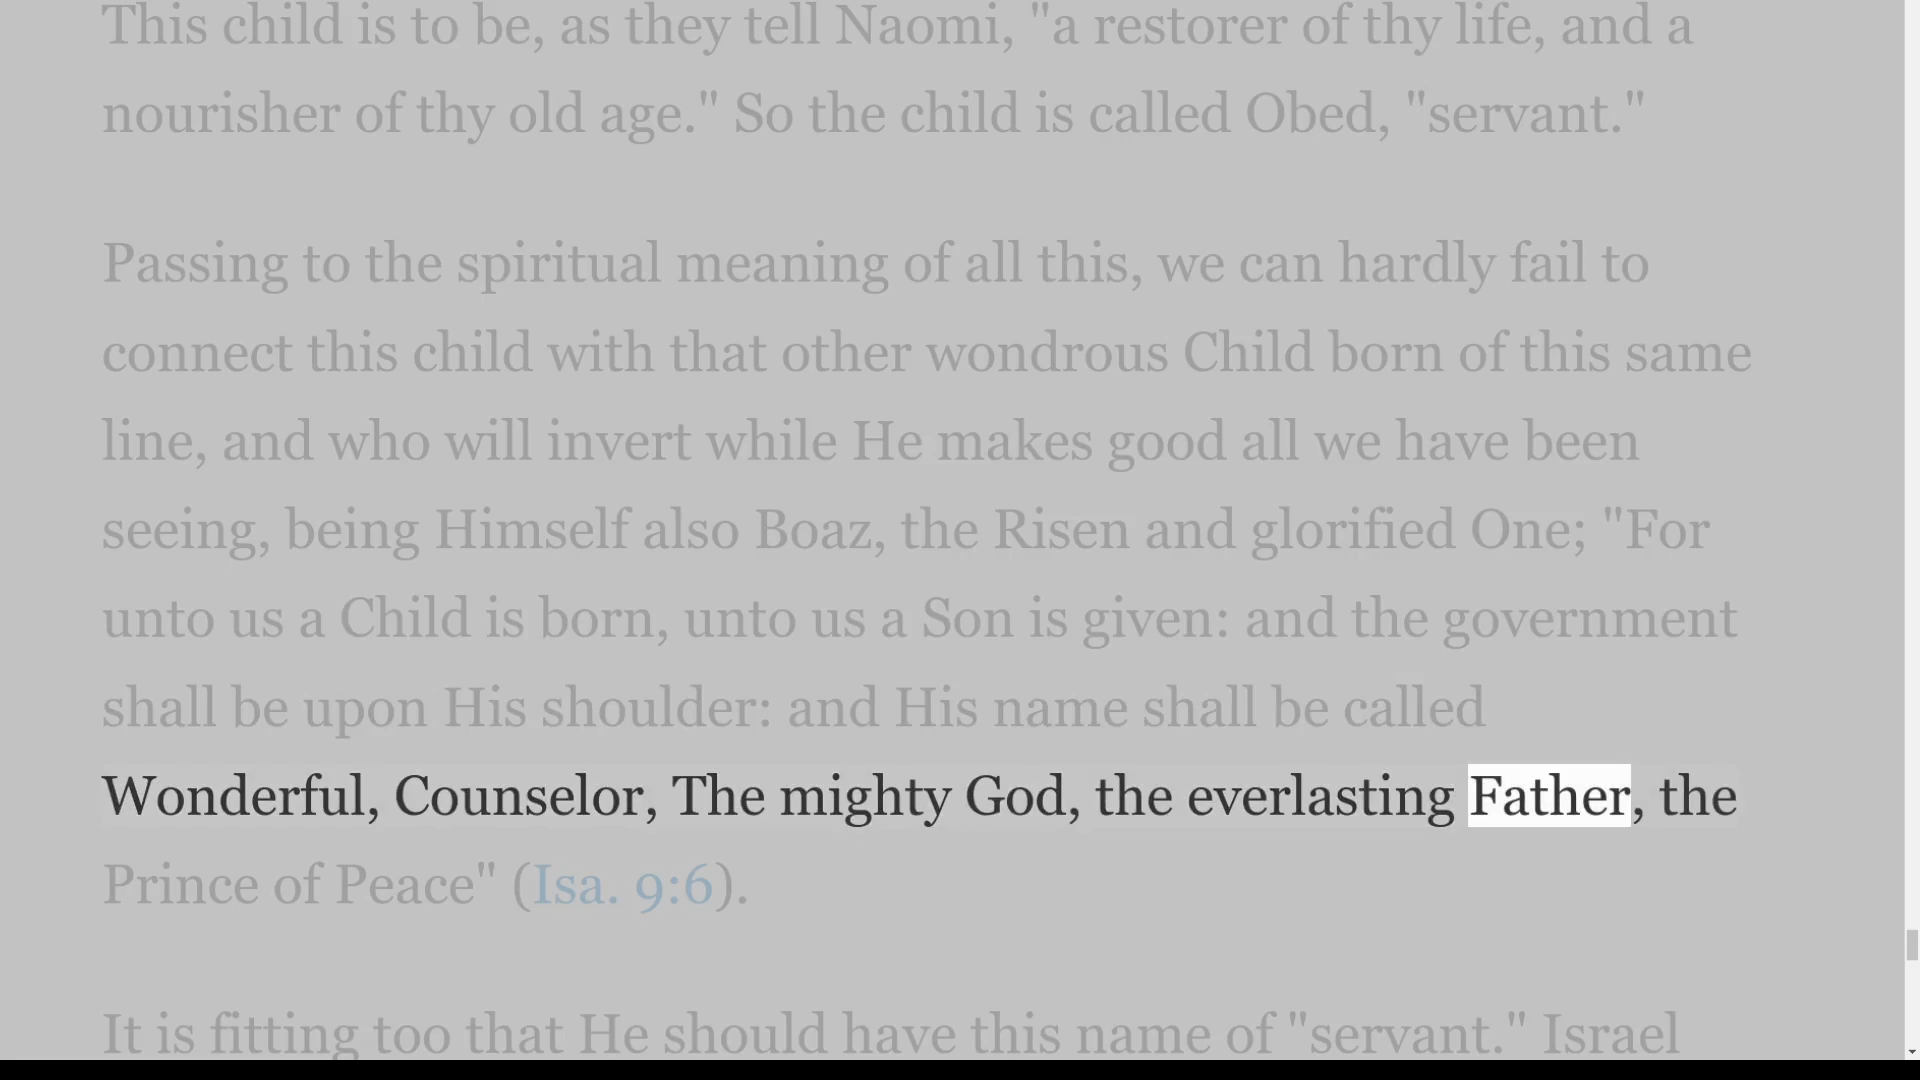 This child is to be, as they tell Naomi, "a restorer of thy life, and a
nourisher of thy old age." So the child is called Obed, "servant."
Passing to the spiritual meaning of all this, we can hardly fail to
connect this child with that other wondrous Child born of this same
line, and who will invert while He makes good all we have been
seeing, being Himself also Boaz, the Risen and glorified One; "For
unto us a Child is born, unto us a Son is given: and the government
shall be upon His shoulder: and His name shall be called
Wonderful, Counselor, The mighty God, the everlasting Father, the
Prince of Peace" (Isa. 9:6).
It is fitting too that He should have this name of "servant." Israel